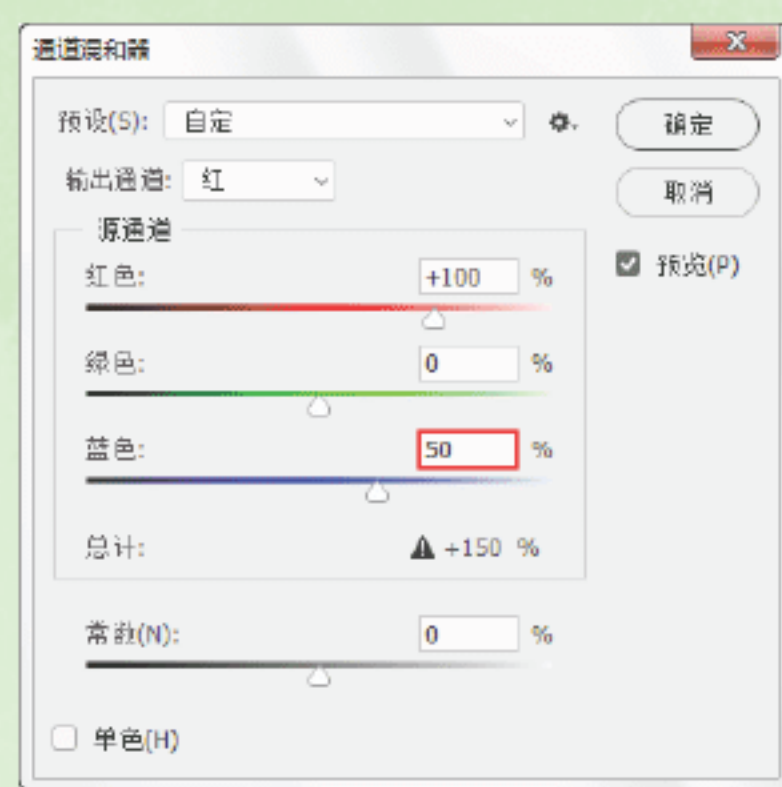 通道混和器
预设(S): 自定
确定
输出通道: 红
取消
源通道
预览(P)
红色: +100 %
绿色: 0 %
蓝色: 50 %
总计: +150 %
常数(N): 0 %
单色(H)